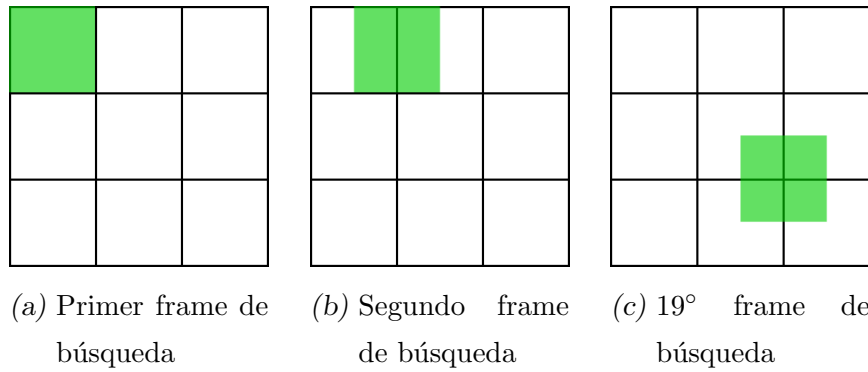 (a) Primer frame de búsqueda
(b) Segundo frame de búsqueda
(c) 19° frame de búsqueda